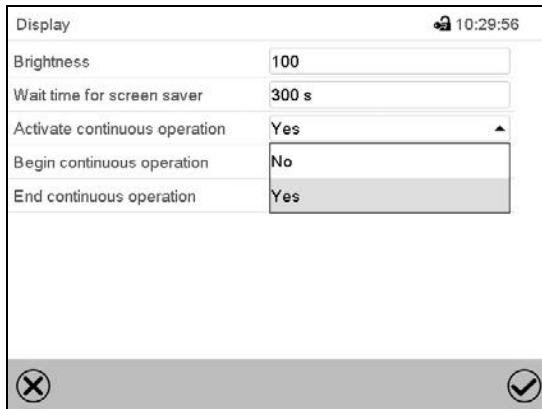 Display 10:29:56
Brightness 100
Wait time for screen saver 300 s
Activate continuous operation Yes
Begin continuous operation No
End continuous operation Yes